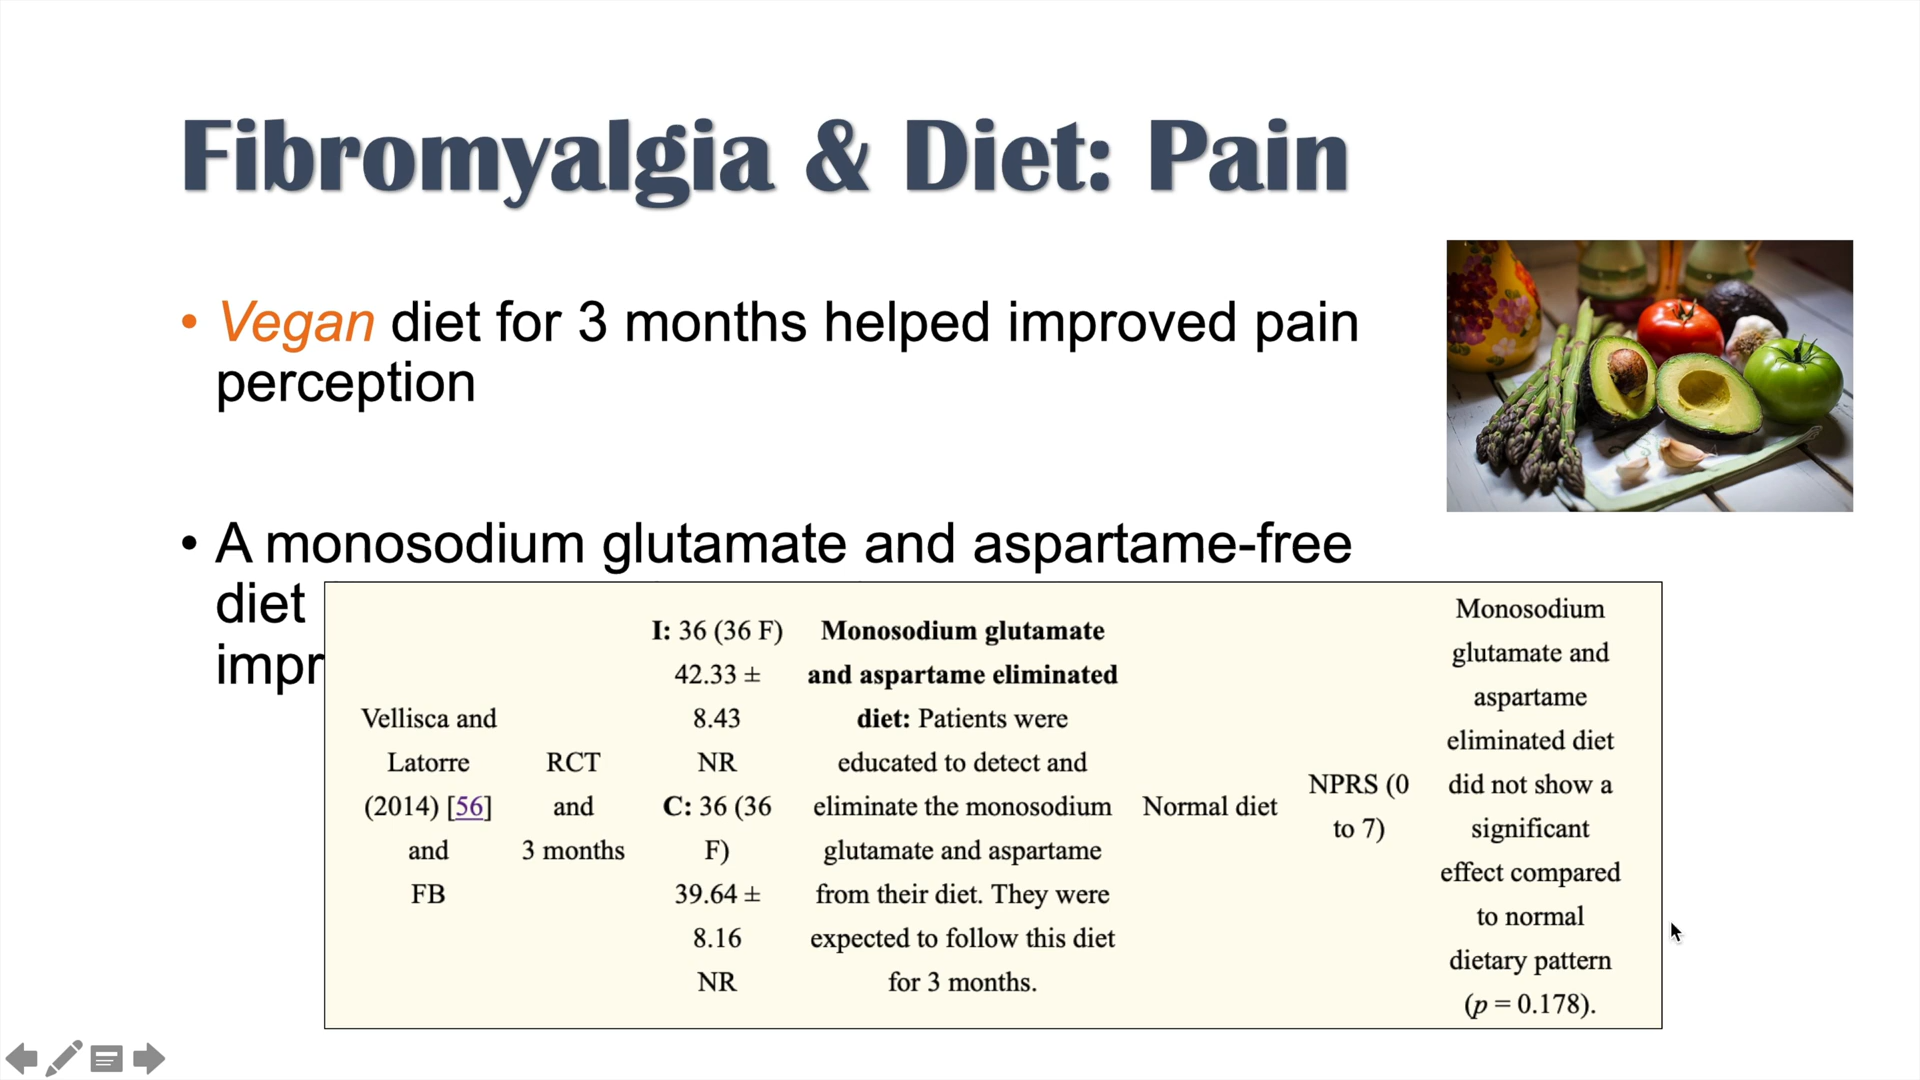 Fibromyalgia & Diet: Pain
• Vegan diet for 3 months helped improved pain
perception
• A monosodium glutamate and aspartame-free
diet
Vellisca and
Latorre
(2014) [56]
and
FB
RCT
and
3 months
I: 36 (36 F)
42.33 ±
8.43
NR
C: 36 (36
F)
39.64 ±
8.16
NR
Monosodium glutamate
and aspartame eliminated
diet: Patients were
educated to detect and
eliminate the monosodium
glutamate and aspartame
from their diet. They were
expected to follow this diet
for 3 months.
Normal diet
NPRS (0
to 7)
Monosodium
glutamate and
aspartame
eliminated diet
did not show a
significant
effect compared
to normal
dietary pattern
(p = 0.178).